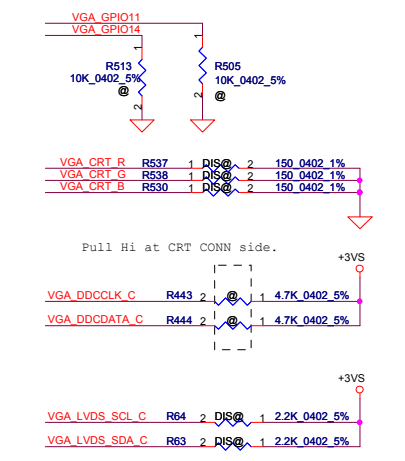 VGA_GPIO11
VGA_GPIO14
1
1
R513
10K_0402_5%
@
2
R505
10K_0402_5%
@
2
VGA_CRT_R R537 1 DIS@ 2 150_0402_1%
VGA_CRT_G R538 1 DIS@ 2 150_0402_1%
VGA_CRT_B R530 1 DIS@ 2 150_0402_1%
Pull Hi at CRT CONN side.
+3VS
VGA_DDCCLK_C R443 2 @ 1 4.7K_0402_5%
VGA_DDCDATA_C R444 2 @ 1 4.7K_0402_5%
+3VS
VGA_LVDS_SCL_C R64 2 DIS@ 1 2.2K_0402_5%
VGA_LVDS_SDA_C R63 2 DIS@ 1 2.2K_0402_5%